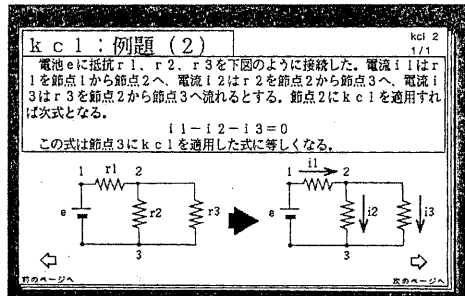 kcl：例題（2）
kcl 2
1/1
電池eに抵抗r1、r2、r3を下図のように接続した。電流i1はr
1を節点1から節点2へ、電流i2はr2を節点2から節点3へ、電流i
3はr3を節点2から節点3へ流れるとする。節点2にkclを適用すれ
ば次式となる。
i1−i2−i3=0
この式は節点3にkclを適用した式に等しくなる。
1 r1 2
e r2 r3
3
i1
1 2
e i2 i3
3
前のページへ
次のページへ